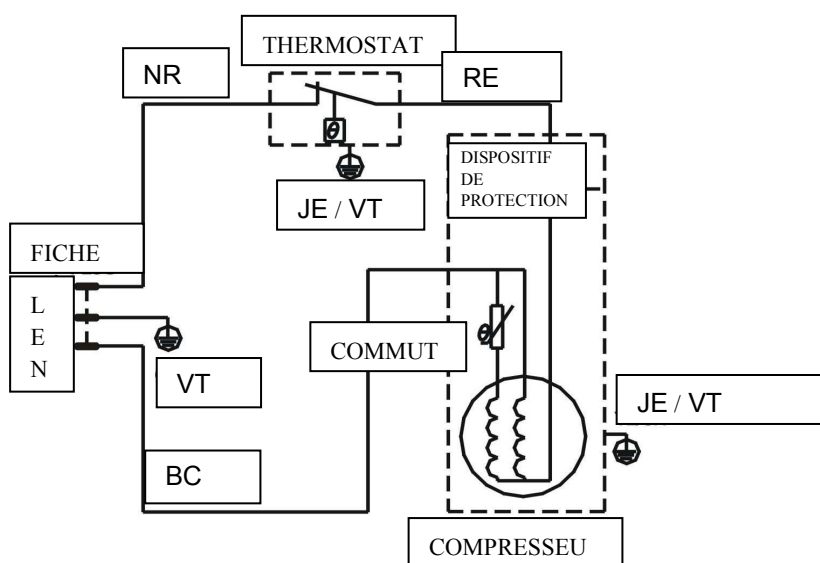 THERMOSTAT
NR
RE
DISPOSITIF
DE
PROTECTION
θ
JE / VT
FICHE
L
E
N
θ
COMMUT
VT
JE / VT
BC
COMPRESSEU